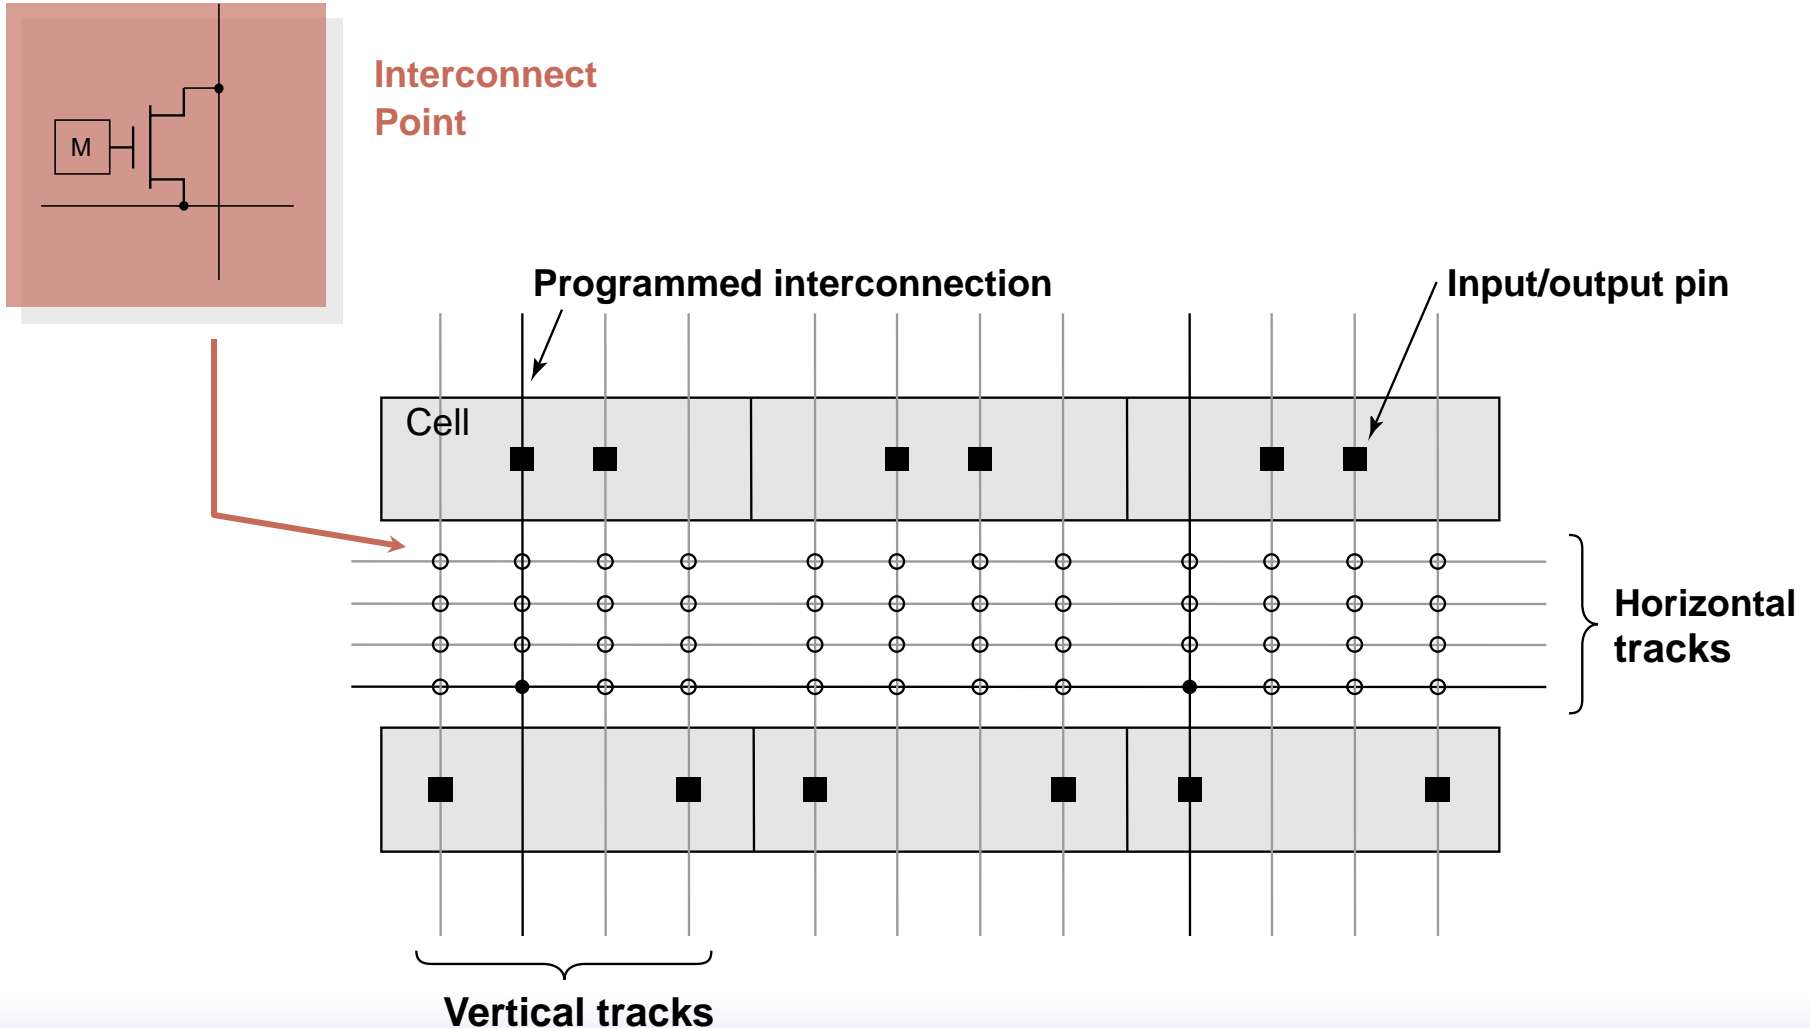 Interconnect
Point
M
Programmed interconnection
Input/output pin
Cell
Horizontal
tracks
Vertical tracks